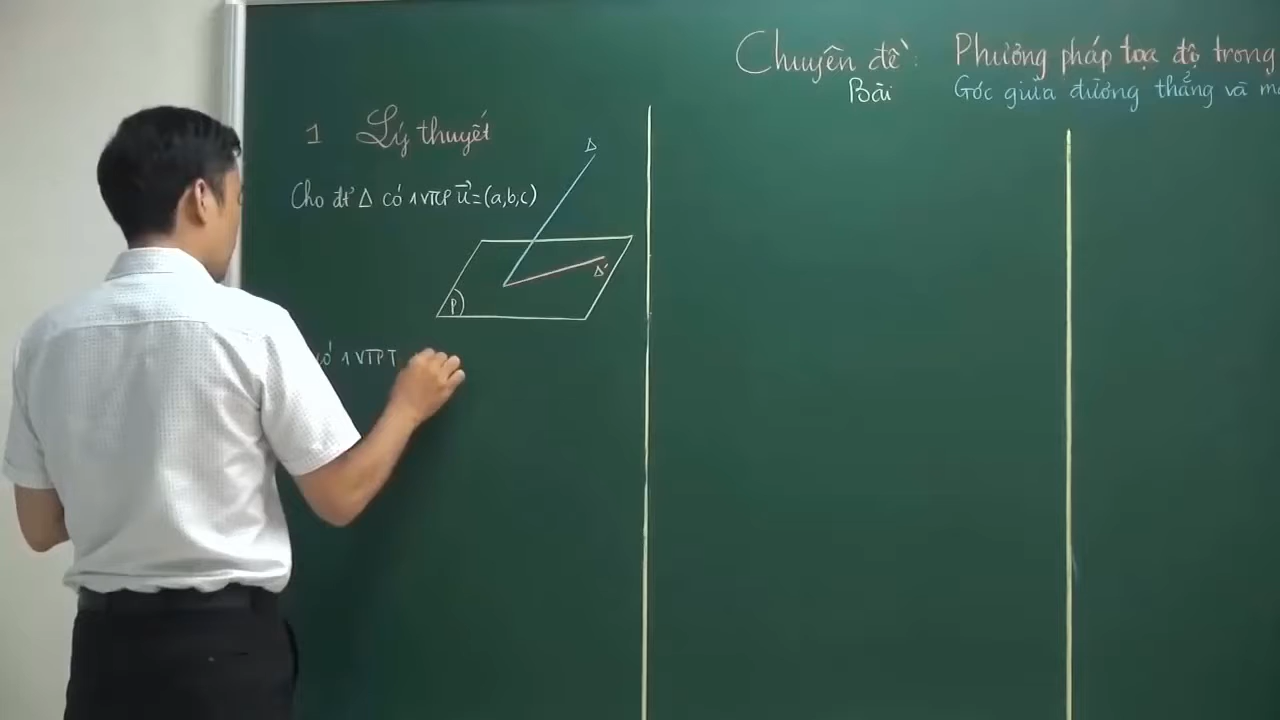 Chuyên đề: Phương pháp tọa độ trong
Bài Góc giữa đường thẳng và
1 Lý thuyết
Cho đt Δ có 1 VTCP u⃗=(a,b,c)
Δ
Δ'
P
có 1 VTPT